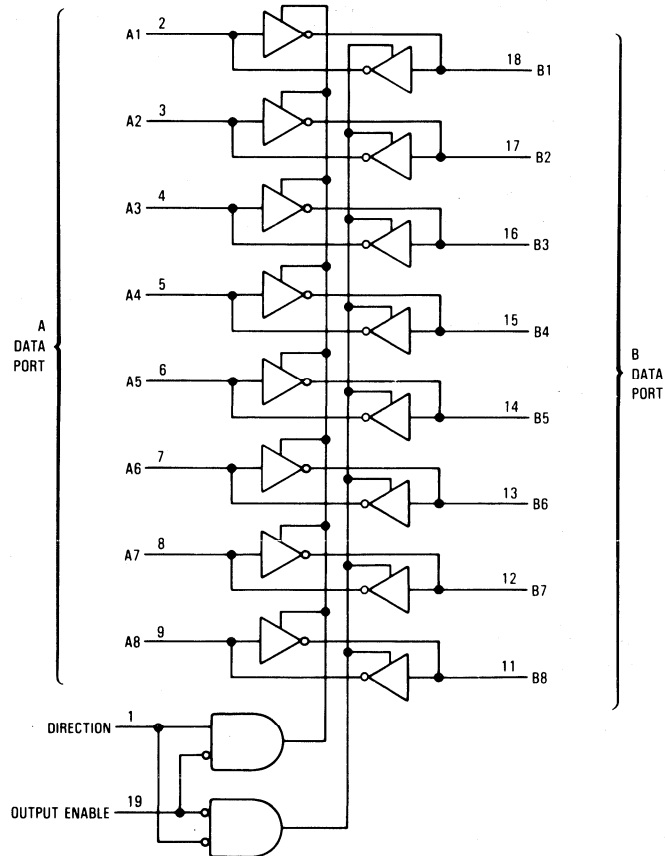 A1 2
18 B1
A2 3
17 B2
A3 4
16 B3
A4 5
15 B4
A
DATA
PORT
B
DATA
PORT
A5 6
14 B5
A6 7
13 B6
A7 8
12 B7
A8 9
11 B8
DIRECTION 1
OUTPUT ENABLE 19